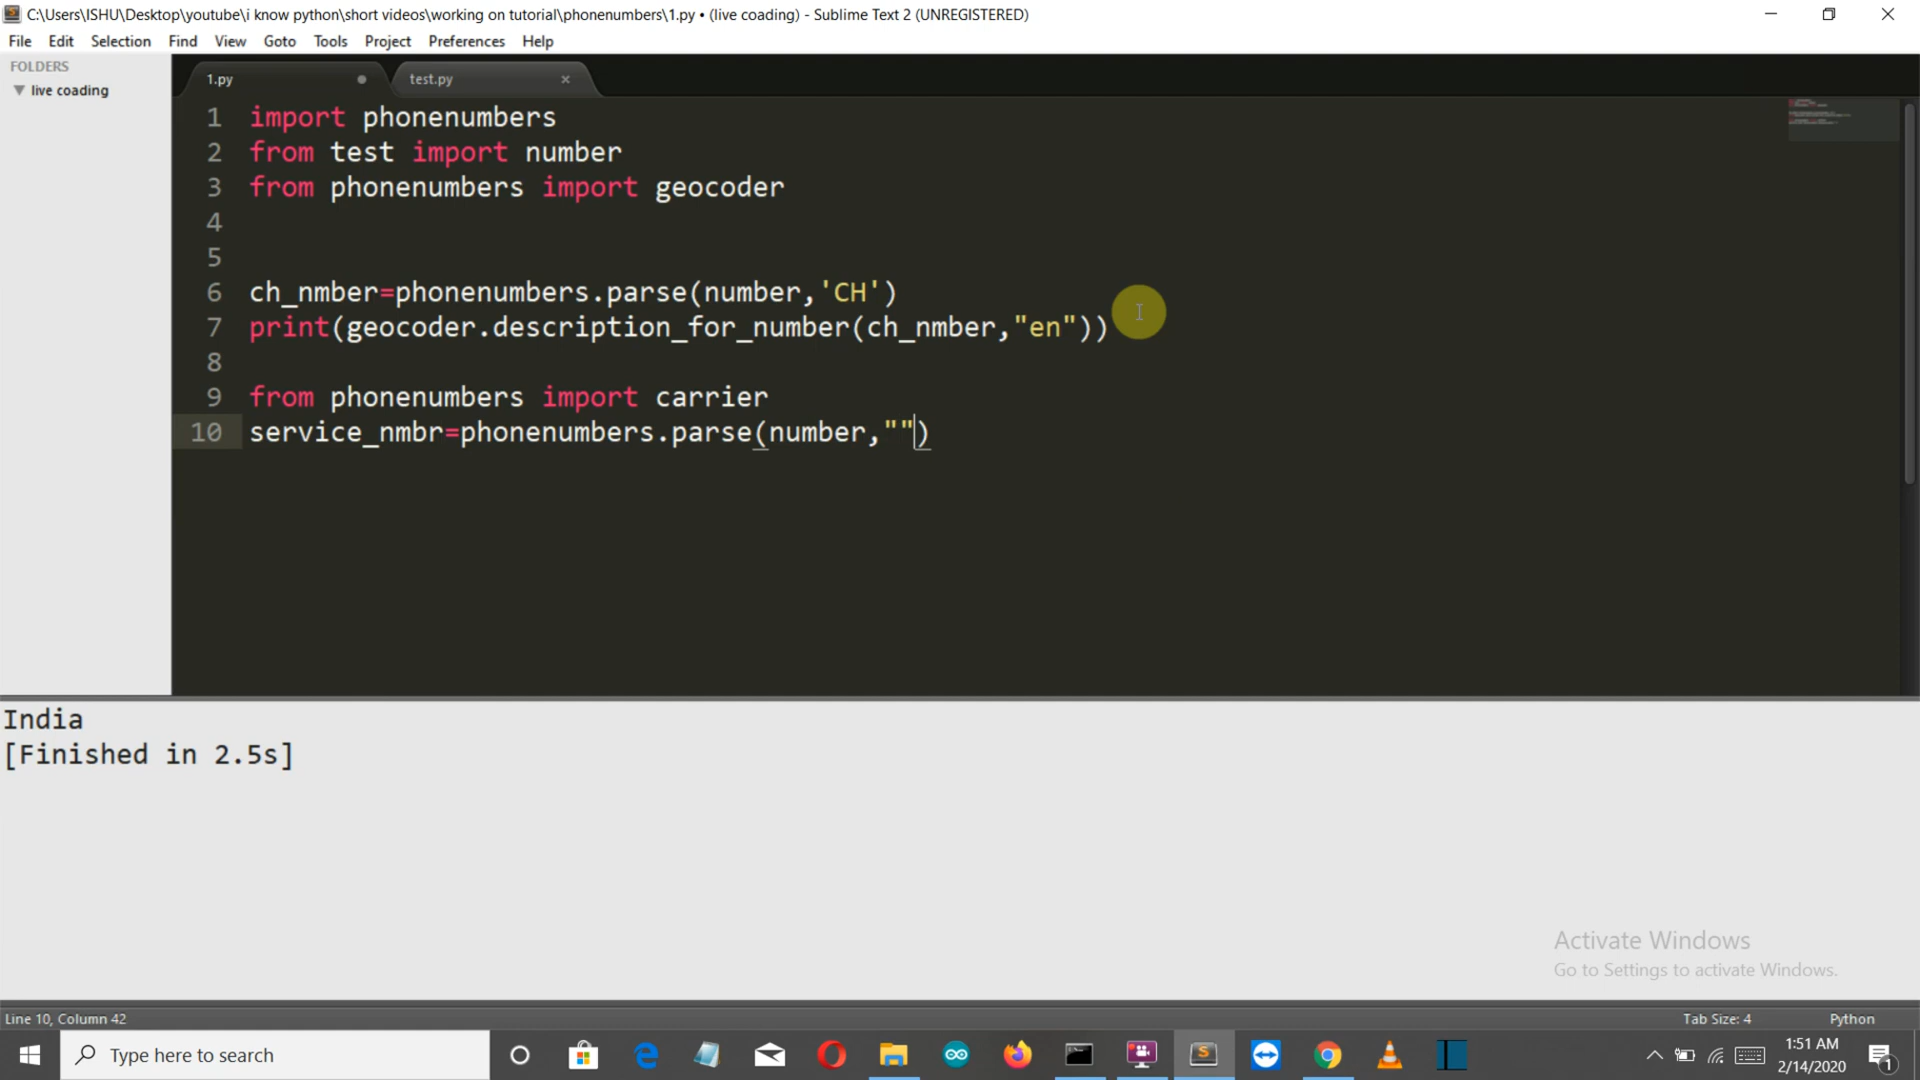 C:\Users\ISHU\Desktop\youtube\i know python\short videos\working on tutorial\phonenumbers\1.py • (live coading) - Sublime Text 2 (UNREGISTERED)
File Edit Selection Find View Goto Tools Project Preferences Help
FOLDERS
live coading
1.py
test.py
1 import phonenumbers
2 from test import number
3 from phonenumbers import geocoder
4
5
6 ch_nmber=phonenumbers.parse(number,'CH')
7 print(geocoder.description_for_number(ch_nmber,"en"))
8
9 from phonenumbers import carrier
10 service_nmbr=phonenumbers.parse(number,"")
India
[Finished in 2.5s]
Activate Windows
Go to Settings to activate Windows.
Line 10, Column 42
Tab Size: 4
Python
Type here to search
1:51 AM
2/14/2020
1